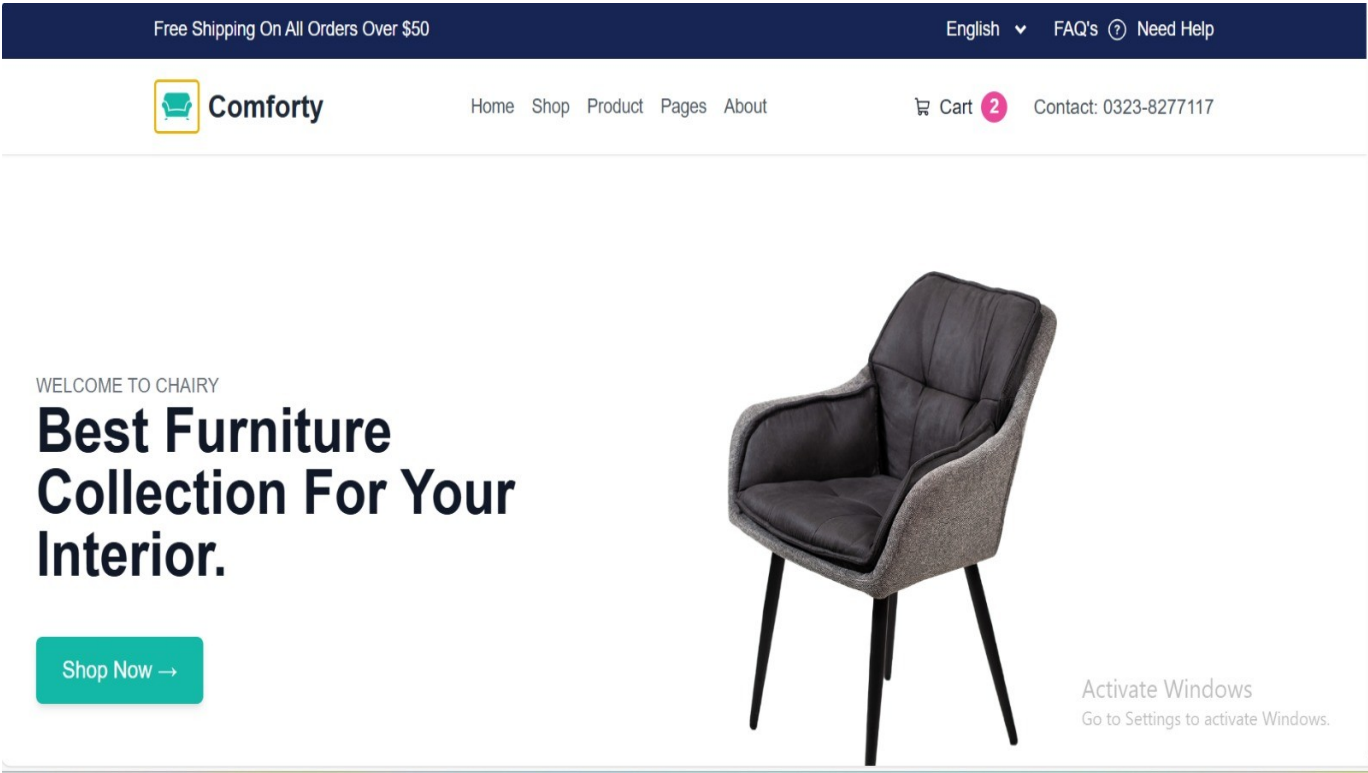 Free Shipping On All Orders Over $50
English
FAQ's ? Need Help
Comforty
Home Shop Product Pages About
Cart 2
Contact: 0323-8277117
WELCOME TO CHAIRY
Best Furniture
Collection For Your
Interior.
Shop Now →
Activate Windows
Go to Settings to activate Windows.